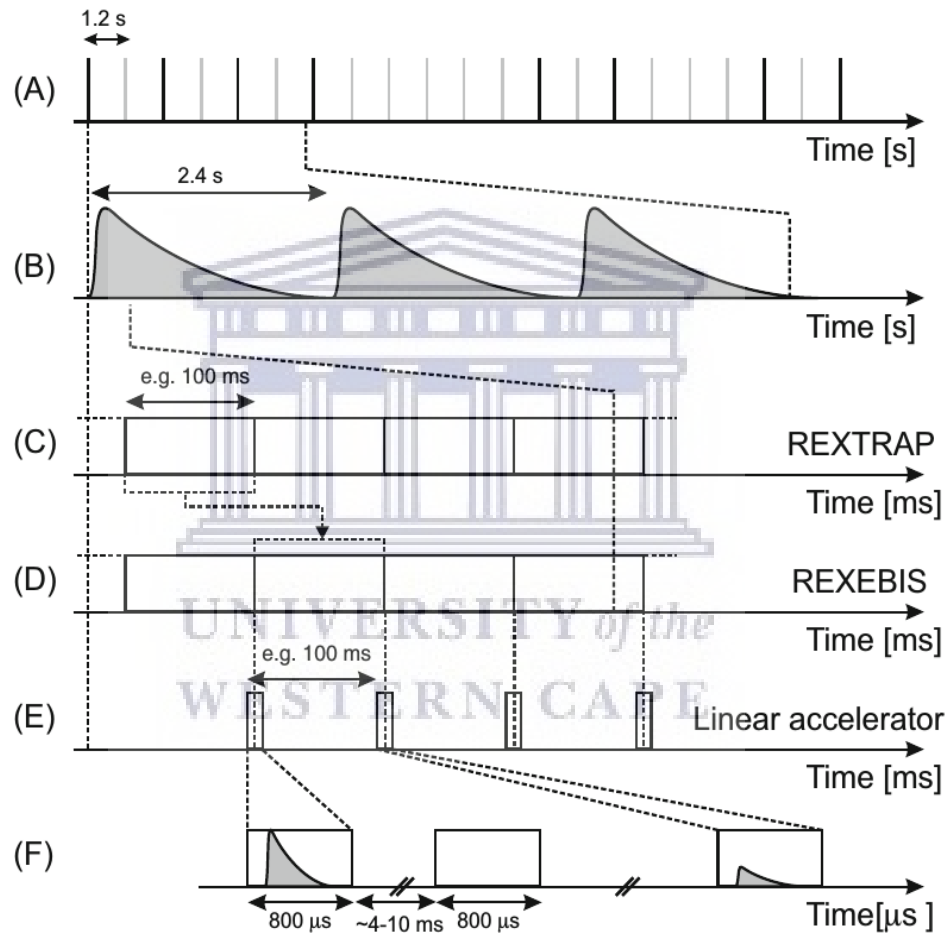 1.2 s
(A)
Time [s]
2.4 s
(B)
Time [s]
e.g. 100 ms
(C)
REXTRAP
Time [ms]
(D)
REXEBIS
UNIVERSITY of the
Time [ms]
e.g. 100 ms
WESTERN CAPE
(E)
Linear accelerator
Time [ms]
(F)
800 μs
~4-10 ms
800 μs
Time[μs ]